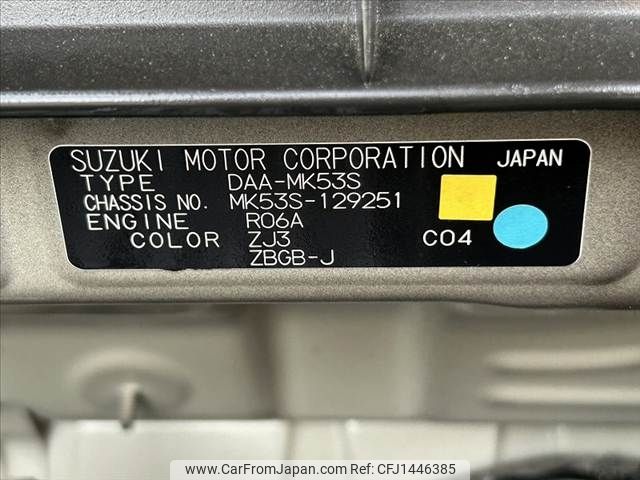 SUZUKI MOTOR CORPORATION JAPAN
TYPE DAA-MK53S
CHASSIS NO. MK53S-129251
ENGINE R06A
COLOR ZJ3 C04
ZBGB-J
www.CarFromJapan.com | © CarFromJapan - CFJ1446385